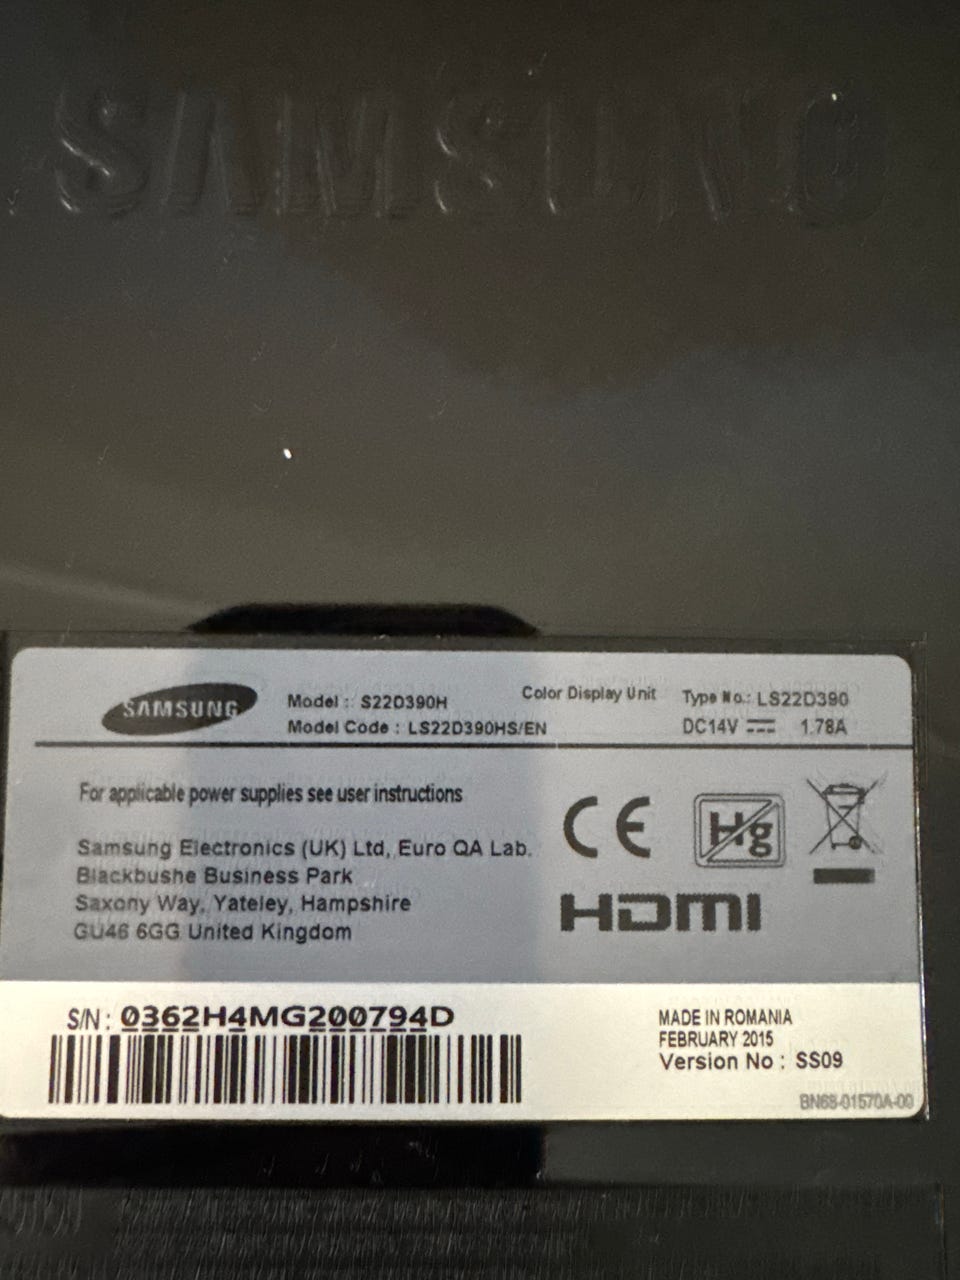 SAMSUNG
SAMSUNG
Model : S22D390H
Model Code : LS22D390HS/EN
Color Display Unit
Type No.: LS22D390
DC14V 1.78A
For applicable power supplies see user instructions
Samsung Electronics (UK) Ltd, Euro QA Lab.
Blackbushe Business Park
Saxony Way, Yateley, Hampshire
GU46 6GG United Kingdom
CE
Hg
HDMI
S/N : 0362H4MG200794D
MADE IN ROMANIA
FEBRUARY 2015
Version No : SS09
BN68-01570A-00